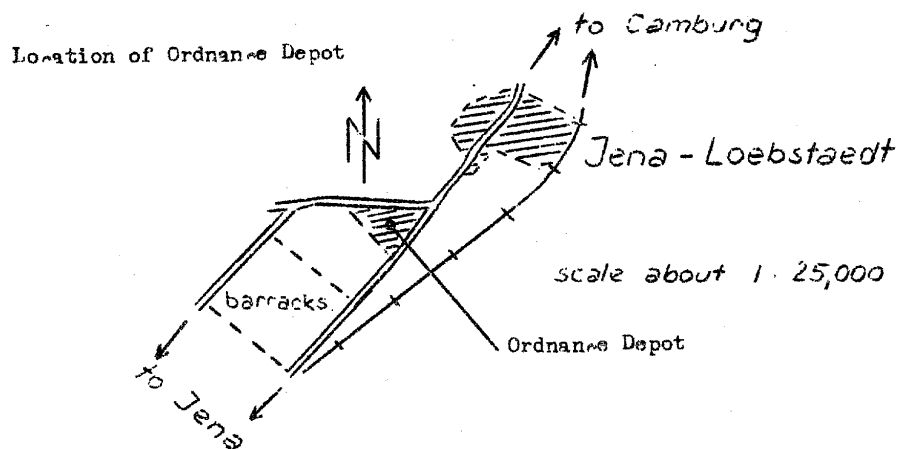 Location of Ordnance Depot
to Camburg
N
Jena - Loebstaedt
scale about 1 · 25,000
barracks
Ordnance Depot
to Jena